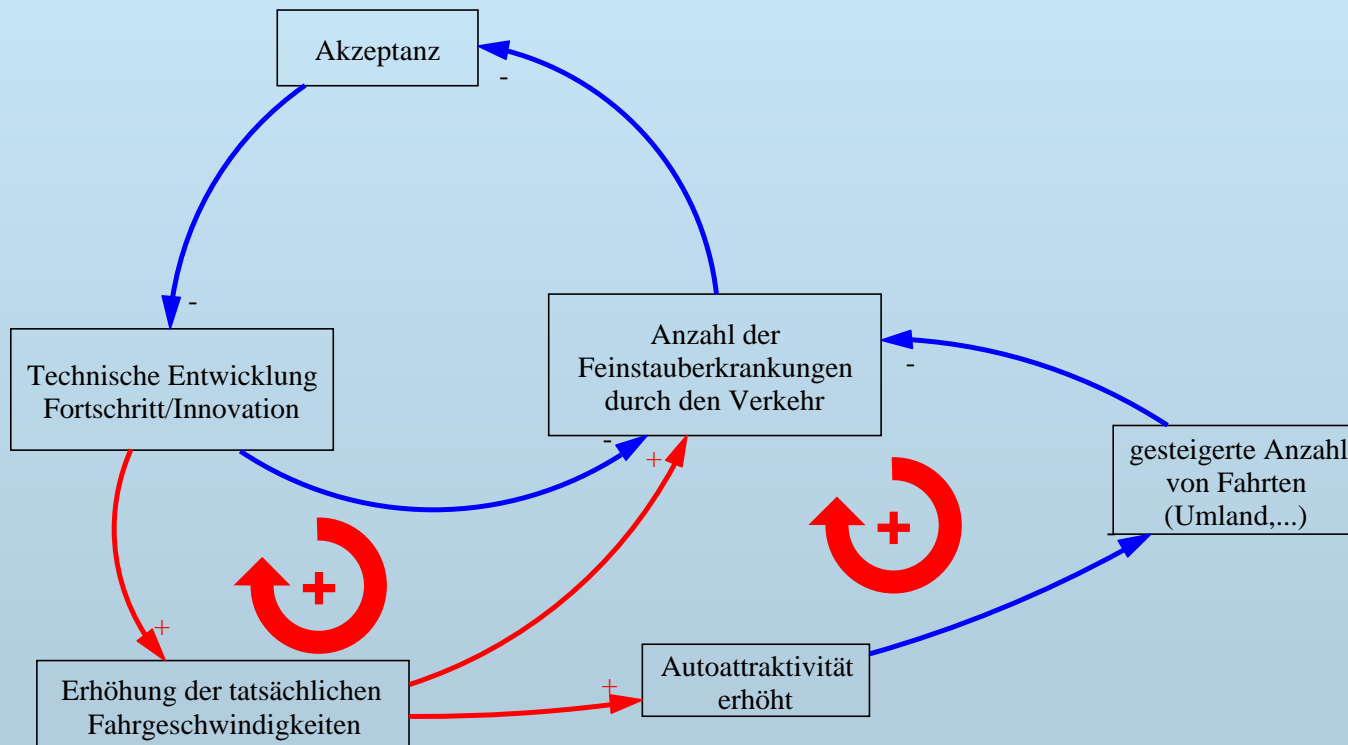 Akzeptanz
-
-
Anzahl der
Feinstauberkrankungen
durch den Verkehr
-
Technische Entwicklung
Fortschritt/Innovation
-
+
gesteigerte Anzahl
von Fahrten
(Umland,...)
-
+
+
+
Erhöhung der tatsächlichen
Fahrgeschwindigkeiten
+
Autoattraktivität
erhöht